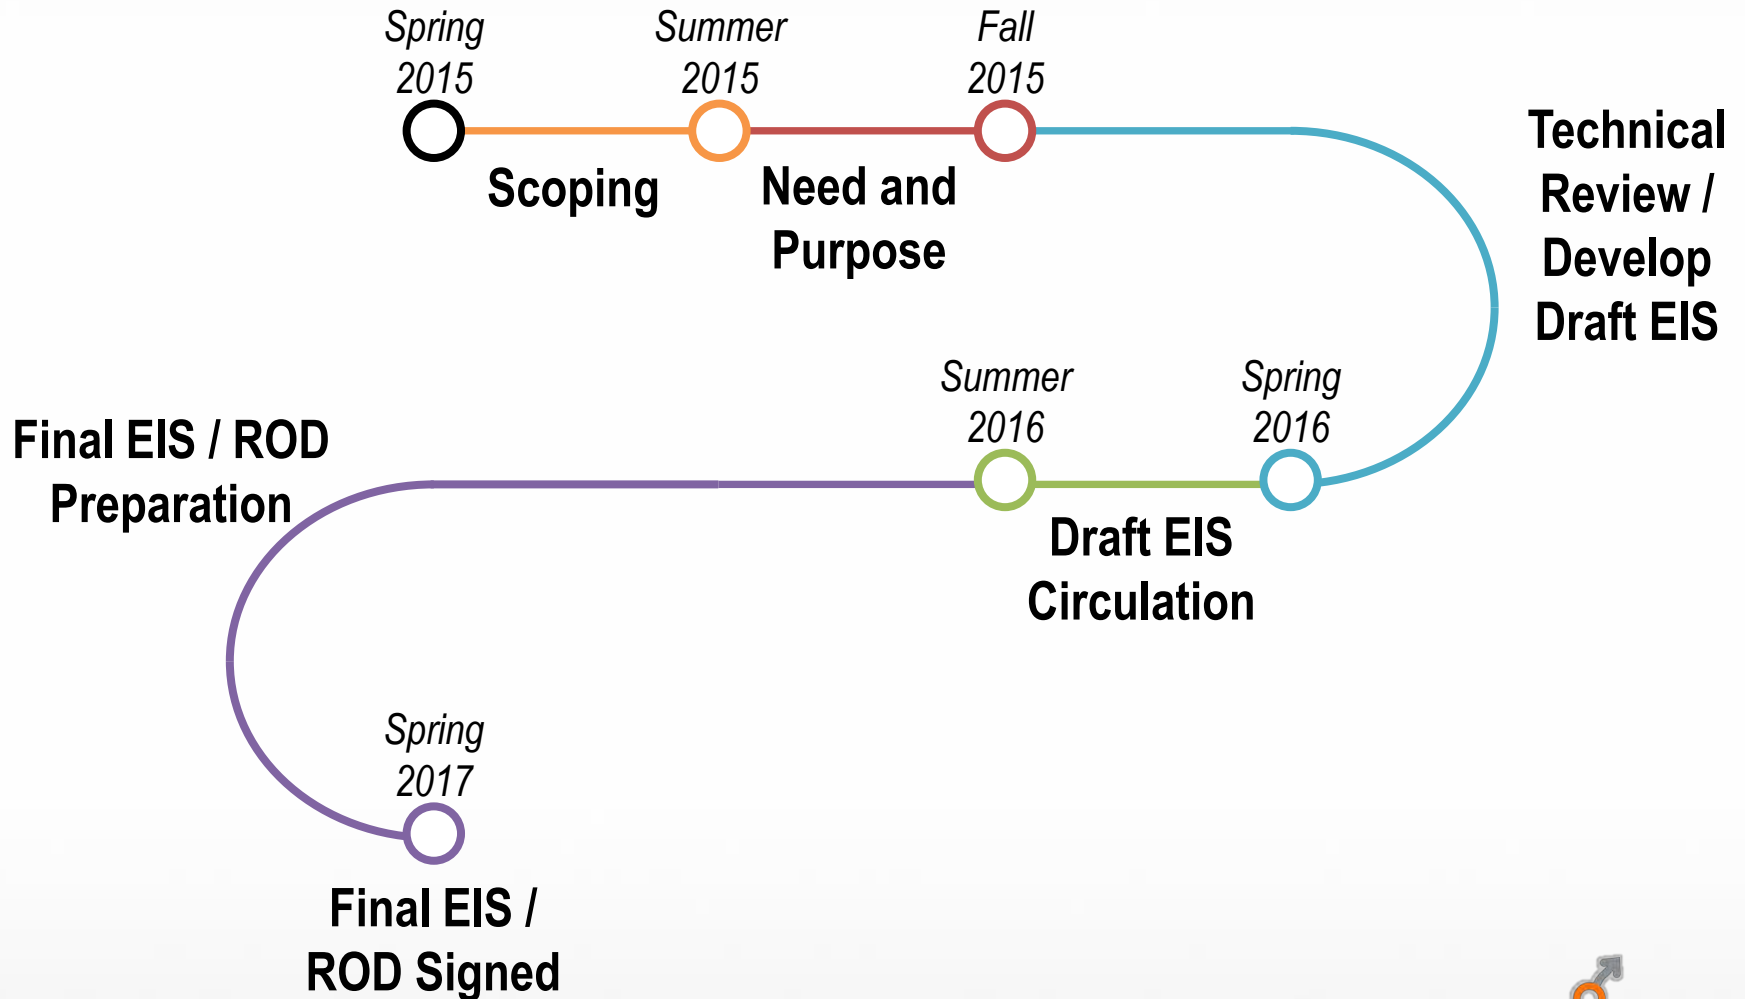 Spring
2015
Summer
2015
Fall
2015
Scoping
Need and
Purpose
Technical
Review /
Develop
Draft EIS
Summer
2016
Spring
2016
Draft EIS
Circulation
Final EIS / ROD
Preparation
Spring
2017
Final EIS /
ROD Signed